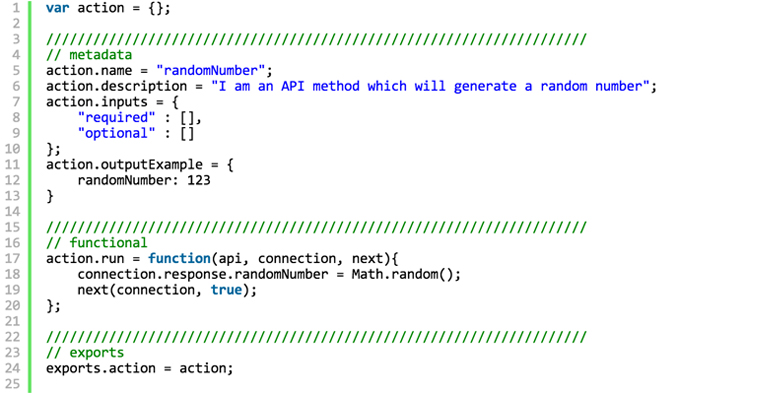 1 var action = {};
2
3 /////////////////////////////////////////////////////////////////////
4 // metadata
5 action.name = "randomNumber";
6 action.description = "I am an API method which will generate a random number";
7 action.inputs = {
8     "required" : [],
9     "optional" : []
10 };
11 action.outputExample = {
12     randomNumber: 123
13 }
14
15 /////////////////////////////////////////////////////////////////////
16 // functional
17 action.run = function(api, connection, next){
18     connection.response.randomNumber = Math.random();
19     next(connection, true);
20 };
21
22 /////////////////////////////////////////////////////////////////////
23 // exports
24 exports.action = action;
25